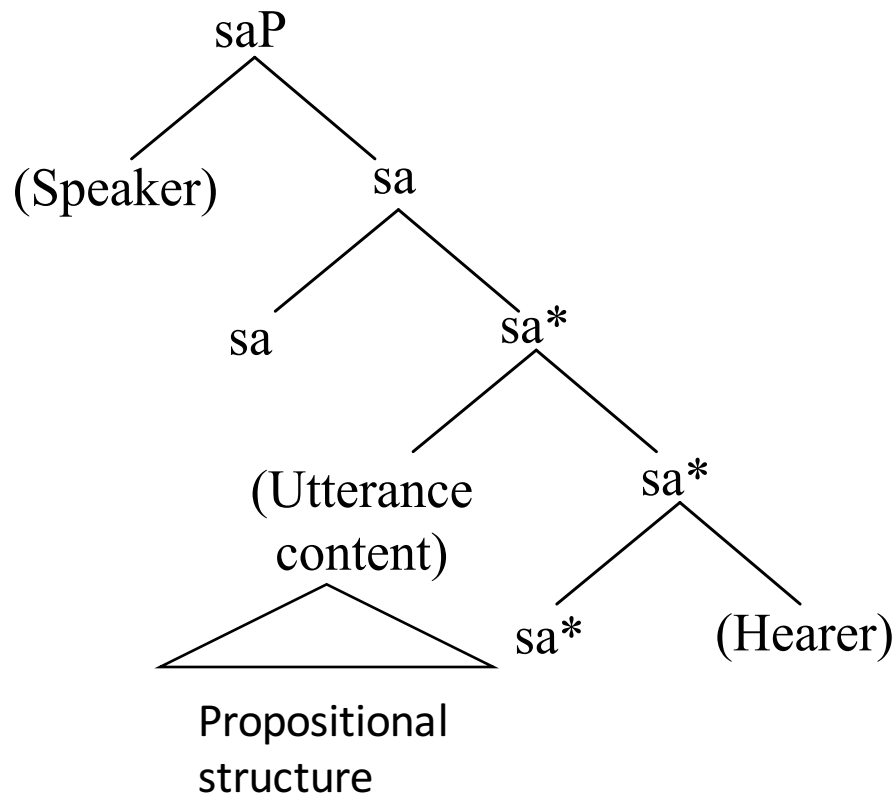 saP
(Speaker)
sa
sa
sa*
(Utterance
content)
sa*
sa*
(Hearer)
Propositional
structure